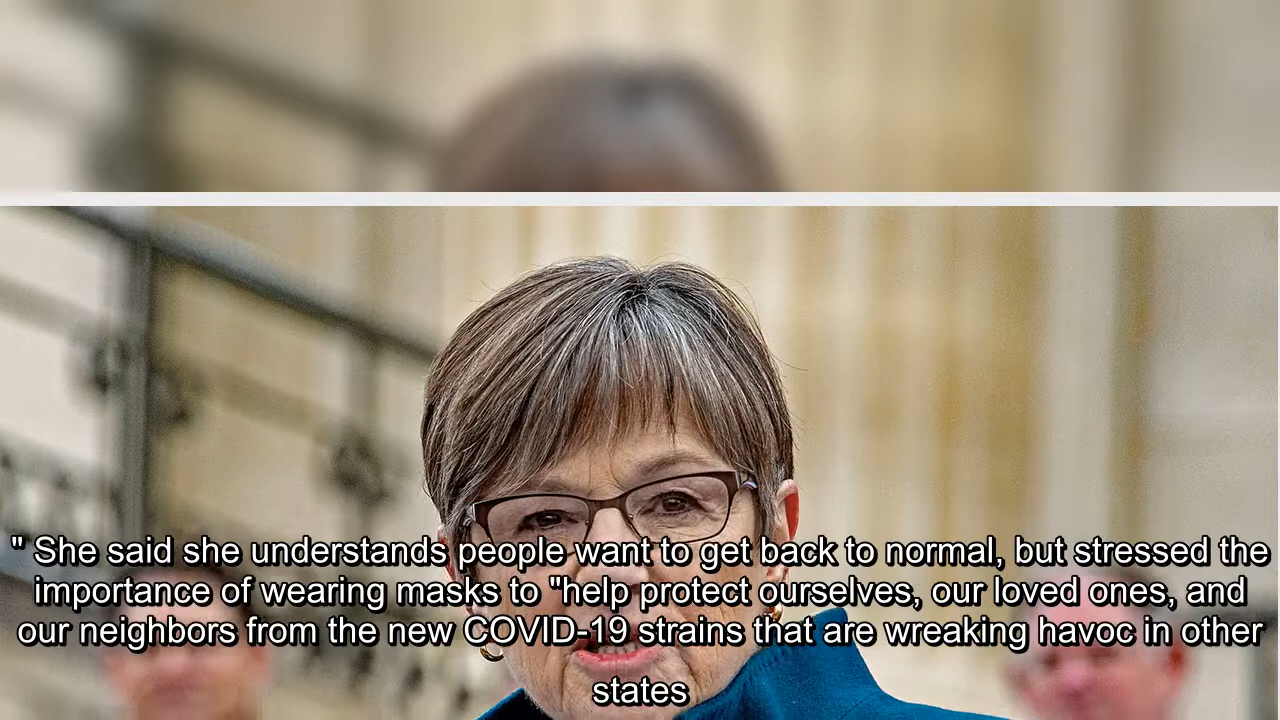 " She said she understands people want to get back to normal, but stressed the
importance of wearing masks to "help protect ourselves, our loved ones, and
our neighbors from the new COVID-19 strains that are wreaking havoc in other
states